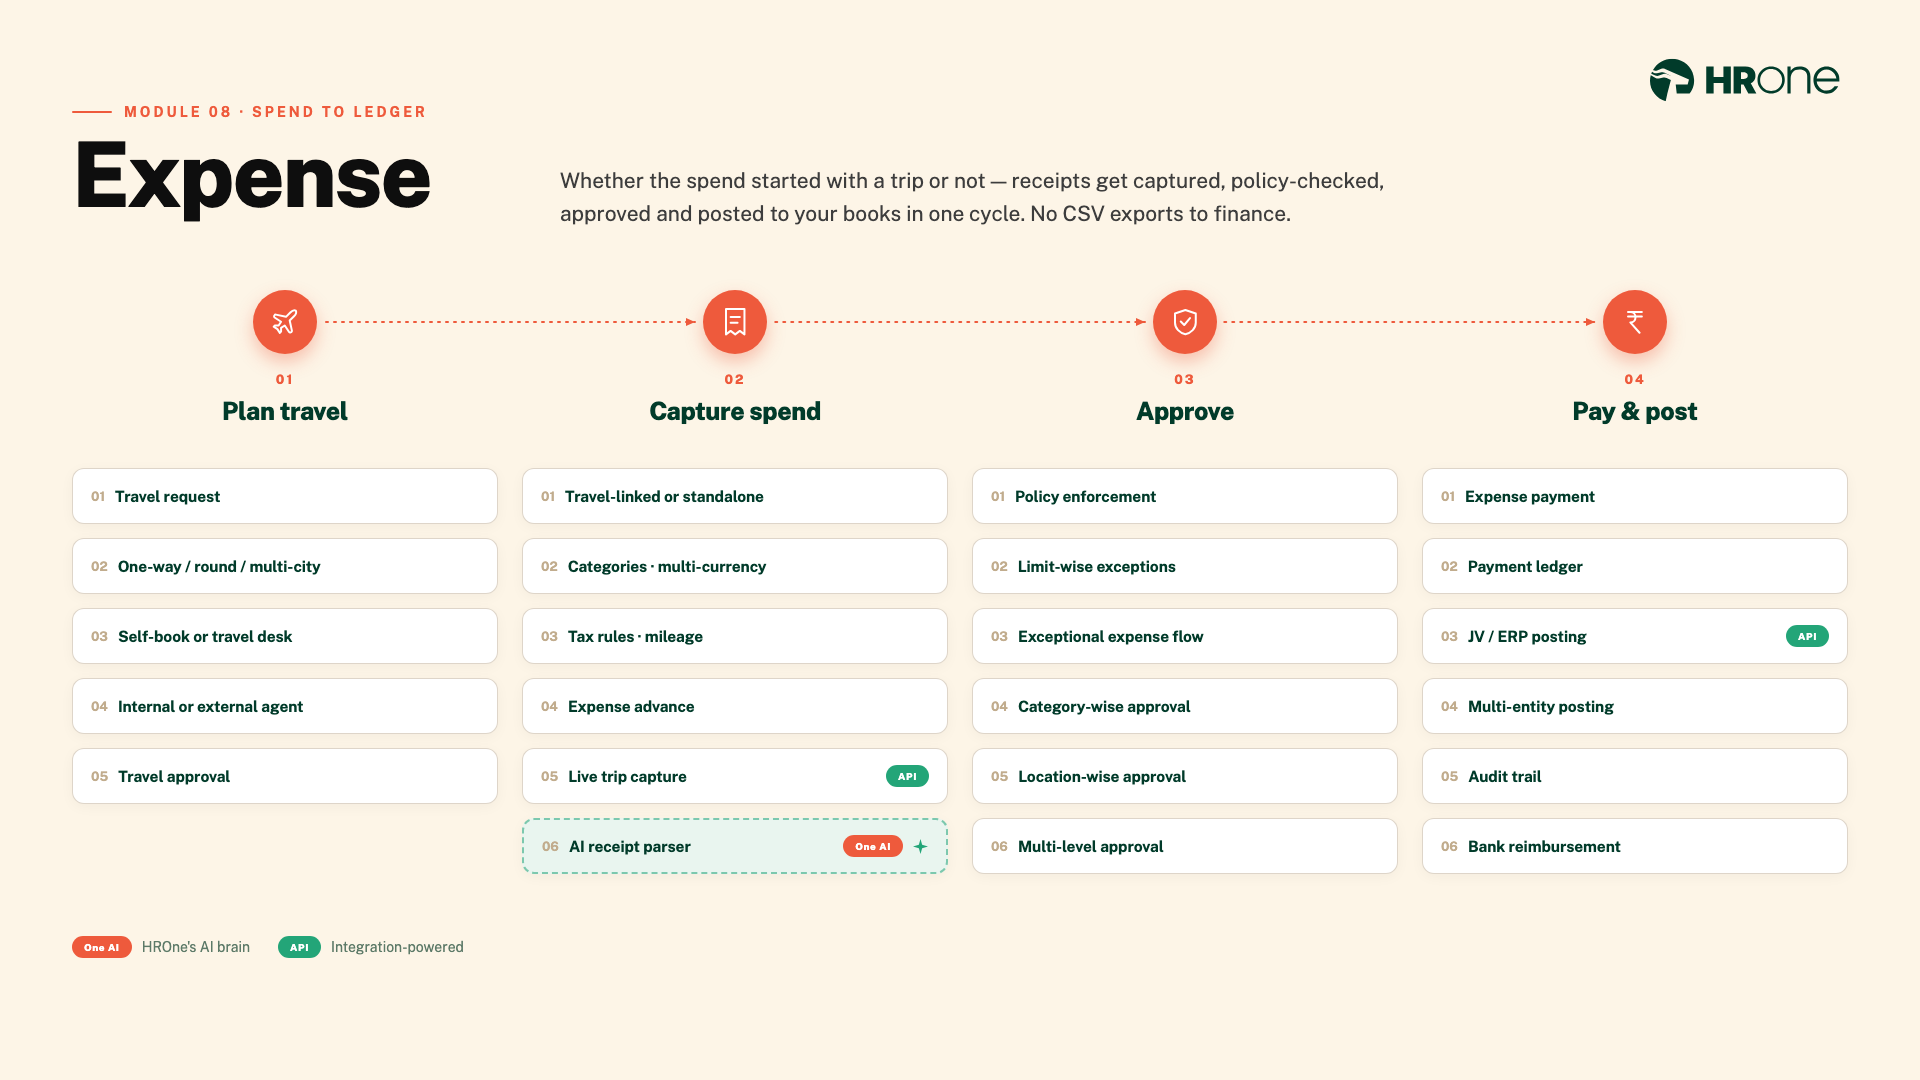 HRone
MODULE 08 · SPEND TO LEDGER
Expense
Whether the spend started with a trip or not — receipts get captured, policy-checked,
approved and posted to your books in one cycle. No CSV exports to finance.
01
Plan travel
02
Capture spend
03
Approve
04
Pay & post
01 Travel request
02 One-way / round / multi-city
03 Self-book or travel desk
04 Internal or external agent
05 Travel approval
01 Travel-linked or standalone
02 Categories · multi-currency
03 Tax rules · mileage
04 Expense advance
05 Live trip capture API
06 AI receipt parser One AI
01 Policy enforcement
02 Limit-wise exceptions
03 Exceptional expense flow
04 Category-wise approval
05 Location-wise approval
06 Multi-level approval
01 Expense payment
02 Payment ledger
03 JV / ERP posting API
04 Multi-entity posting
05 Audit trail
06 Bank reimbursement
One AI HROne's AI brain API Integration-powered